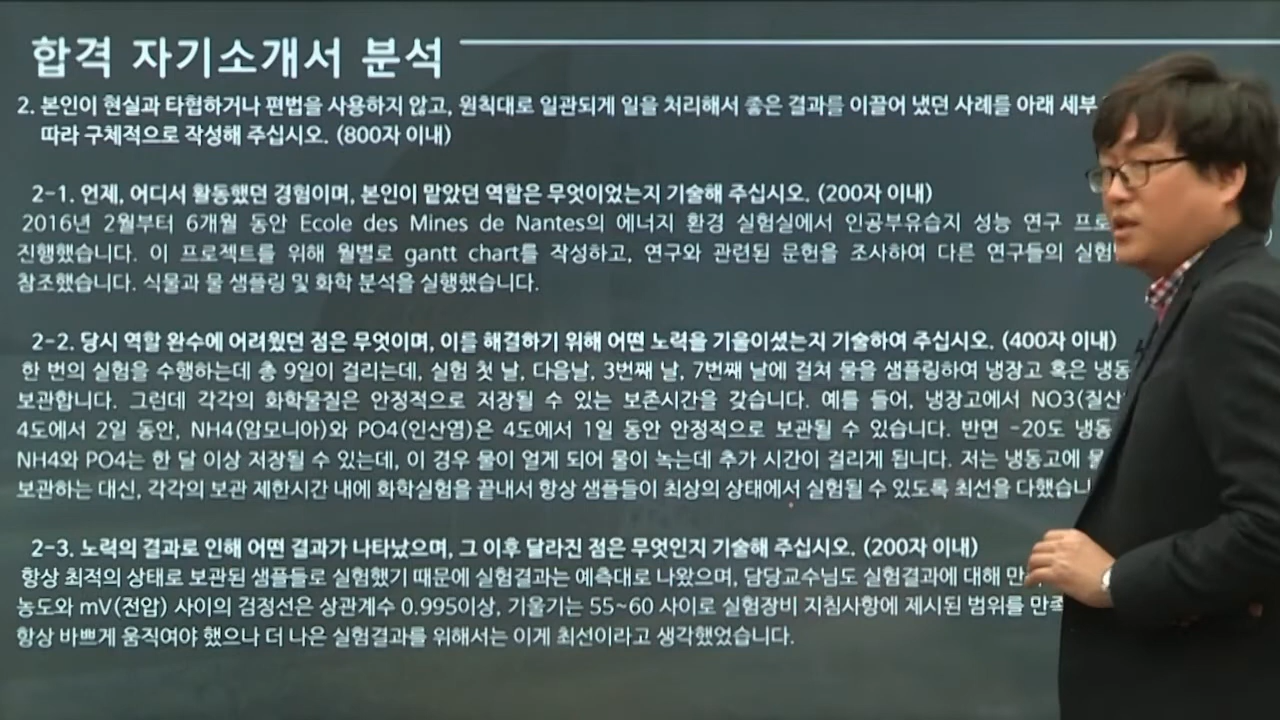 합격 자기소개서 분석
2. 본인이 현실과 타협하거나 편법을 사용하지 않고, 원칙대로 일관되게 일을 처리해서 좋은 결과를 이끌어 냈던 사례를 아래 세부
따라 구체적으로 작성해 주십시오. (800자 이내)
2-1. 언제, 어디서 활동했던 경험이며, 본인이 맡았던 역할은 무엇이었는지 기술해 주십시오. (200자 이내)
2016년 2월부터 6개월 동안 Ecole des Mines de Nantes의 에너지 환경 실험실에서 인공부유습지 성능 연구
진행했습니다. 이 프로젝트를 위해 월별로 gantt chart를 작성하고, 연구와 관련된 문헌을 조사하여 다른 연구들의 실험
참조했습니다. 식물과 물 샘플링 및 화학 분석을 실행했습니다.
2-2. 당시 역할 완수에 어려웠던 점은 무엇이며, 이를 해결하기 위해 어떤 노력을 기울이셨는지 기술하여 주십시오. (400자 이내)
한 번의 실험을 수행하는데 총 9일이 걸리는데, 실험 첫 날, 다음날, 3번째 날, 7번째 날에 걸쳐 물을 샘플링하여 냉장고 혹은 냉동
보관합니다. 그런데 각각의 화학물질은 안정적으로 저장될 수 있는 보존시간을 갖습니다. 예를 들어, 냉장고에서 NO3(질산
4도에서 2일 동안, NH4(암모니아)와 PO4(인산염)은 4도에서 1일 동안 안정적으로 보관될 수 있습니다. 반면 -20도 냉동
NH4와 PO4는 한 달 이상 저장될 수 있는데, 이 경우 물이 얼게 되어 물이 녹는데 추가 시간이 걸리게 됩니다. 저는 냉동고에
보관하는 대신, 각각의 보관 제한시간 내에 화학실험을 끝내서 항상 샘플들이 최상의 상태에서 실험될 수 있도록 최선을
2-3. 노력의 결과로 인해 어떤 결과가 나타났으며, 그 이후 달라진 점은 무엇인지 기술해 주십시오. (200자 이내)
항상 최적의 상태로 보관된 샘플들로 실험했기 때문에 실험결과는 예측대로 나왔으며, 담당교수님도 실험결과에 대해
농도와 mV(전압) 사이의 검정선은 상관계수 0.995이상, 기울기는 55~60 사이로 실험장비 지침사항에 제시된 범위를
항상 바쁘게 움직여야 했으나 더 나은 실험결과를 위해서는 이게 최선이라고 생각했었습니다.